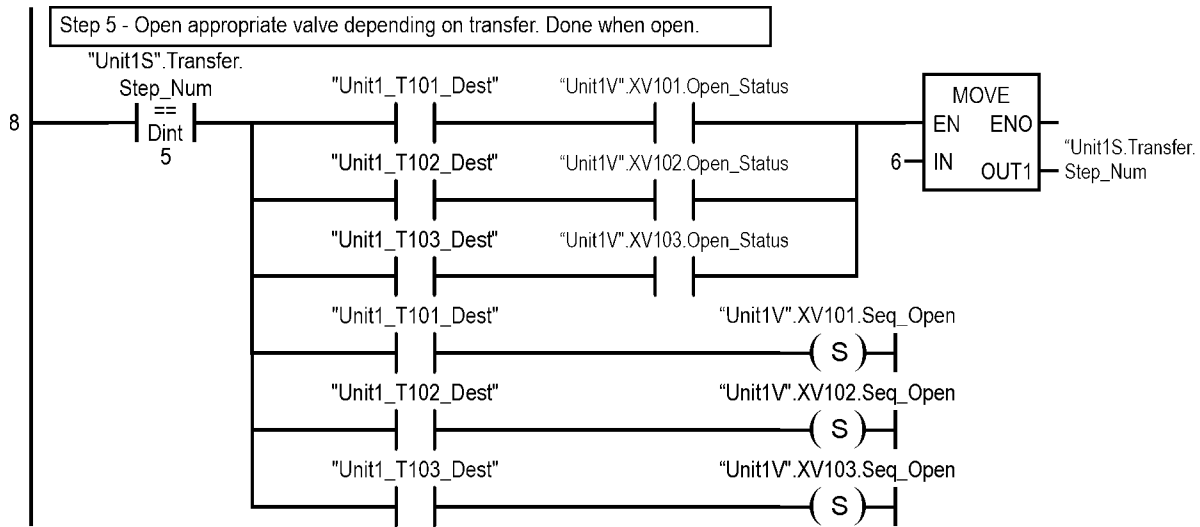 Step 5 - Open appropriate valve depending on transfer. Done when open.
"Unit1S".Transfer.
Step_Num
==
Dint
5
8
"Unit1_T101_Dest"
“Unit1V".XV101.Open_Status
MOVE
EN ENO
6 IN OUT1
“Unit1S.Transfer.
Step_Num
"Unit1_T102_Dest"
“Unit1V".XV102.Open_Status
"Unit1_T103_Dest"
“Unit1V".XV103.Open_Status
"Unit1_T101_Dest"
“Unit1V".XV101.Seq_Open
S
"Unit1_T102_Dest"
“Unit1V".XV102.Seq_Open
S
"Unit1_T103_Dest"
“Unit1V".XV103.Seq_Open
S